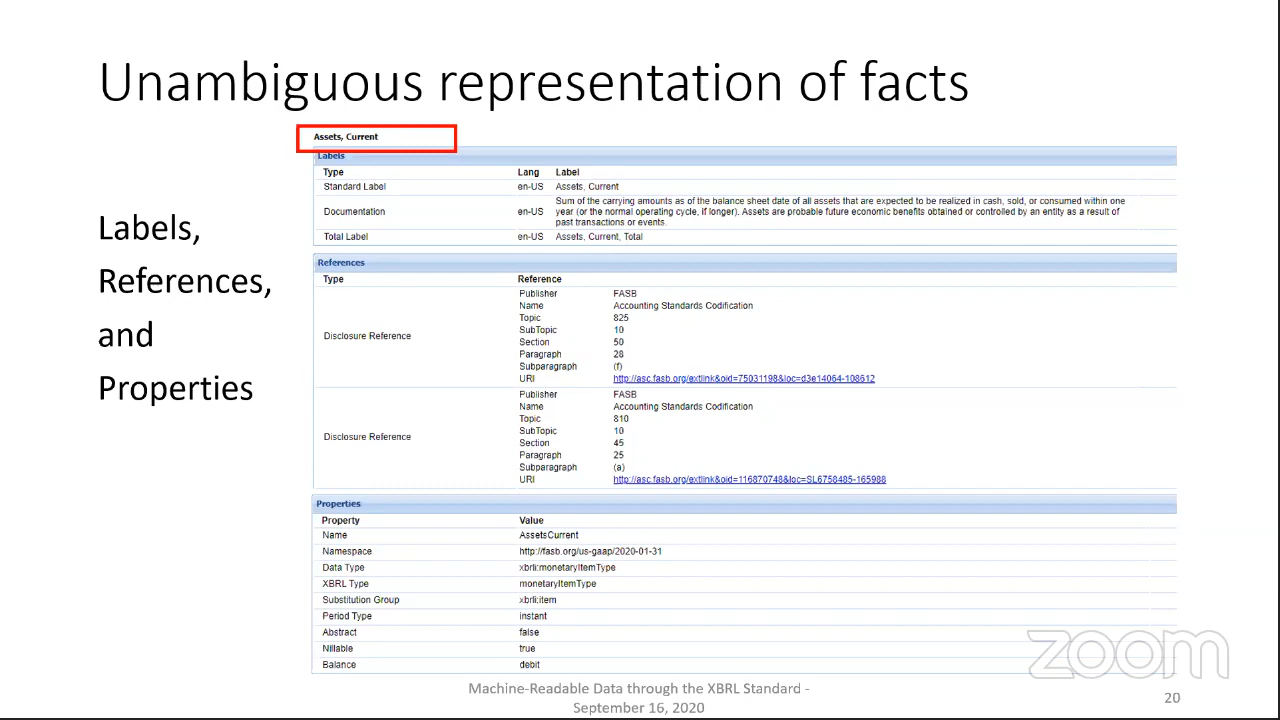 Unambiguous representation of facts
Labels,
References,
and
Properties
Assets, Current
Labels
Type Lang Label
Standard Label en-US Assets, Current
Documentation en-US Sum of the carrying amounts as of the balance sheet date of all assets that are expected to be realized in cash, sold, or consumed within one
year (or the normal operating cycle, if longer). Assets are probable future economic benefits obtained or controlled by an entity as a result of
past transactions or events.
Total Label en-US Assets, Current, Total
References
Type Reference
Disclosure Reference
Publisher FASB
Name Accounting Standards Codification
Topic 825
SubTopic 10
Section 50
Paragraph 28
Subparagraph (f)
URI http://asc.fasb.org/extlink&oid=75031198&loc=d3e14064-108612
Disclosure Reference
Publisher FASB
Name Accounting Standards Codification
Topic 810
SubTopic 10
Section 45
Paragraph 25
Subparagraph (a)
URI http://asc.fasb.org/extlink&oid=116870748&loc=SL6758485-165988
Properties
Property Value
Name AssetsCurrent
Namespace http://fasb.org/us-gaap/2020-01-31
Data Type xbrli:monetaryItemType
XBRL Type monetaryItemType
Substitution Group xbrli:item
Period Type instant
Abstract false
Nillable true
Balance debit
zoom
Machine-Readable Data through the XBRL Standard -
September 16, 2020
20